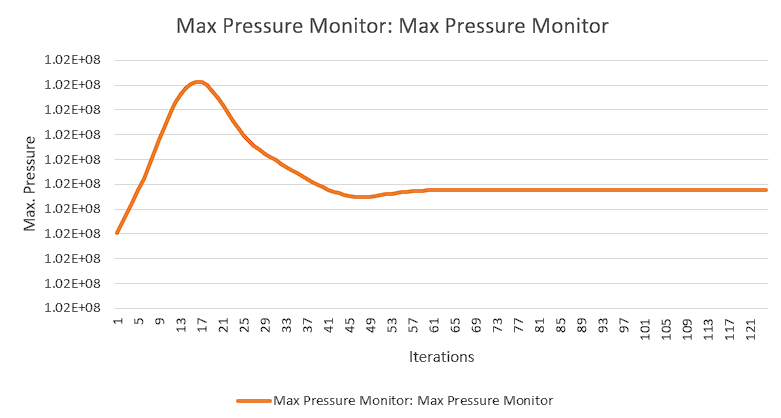 Max Pressure Monitor: Max Pressure Monitor
1.02E+08
1.02E+08
1.02E+08
1.02E+08
1.02E+08
1.02E+08
1.02E+08
1.02E+08
1.02E+08
1.02E+08
1.02E+08
Max. Pressure
1 5 9 13 17 21 25 29 33 37 41 45 49 53 57 61 65 69 73 77 81 85 89 93 97 101 105 109 113 117 121
Iterations
Max Pressure Monitor: Max Pressure Monitor